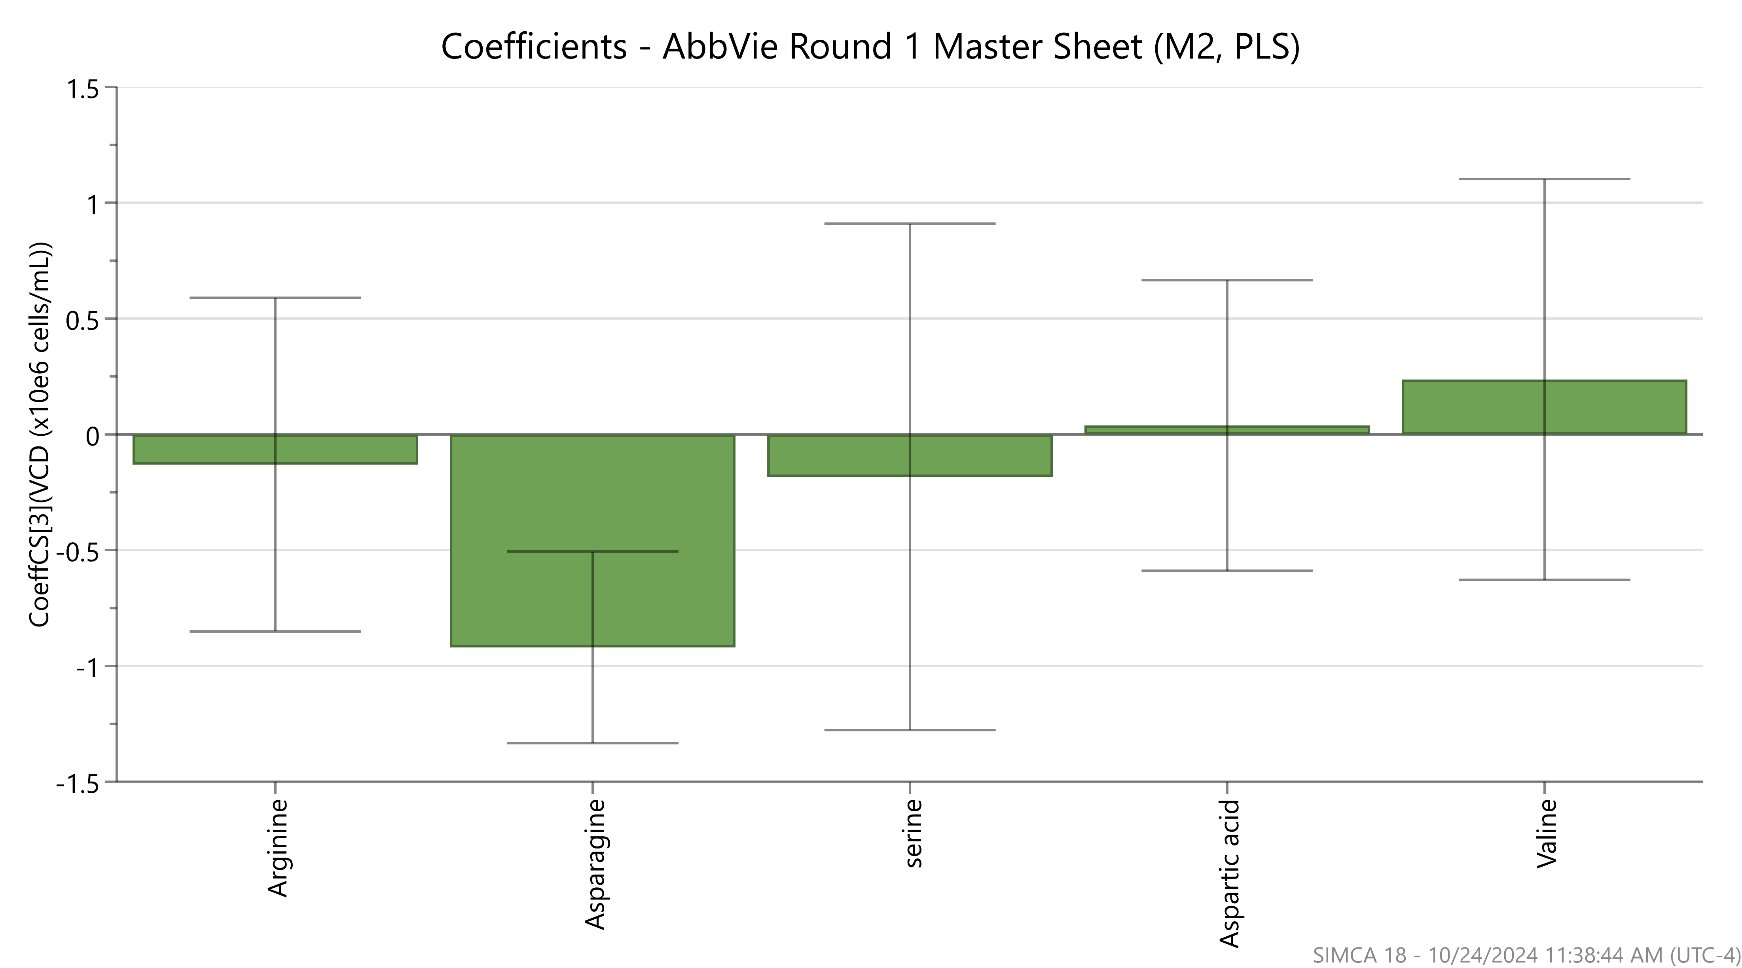 Coefficients - AbbVie Round 1 Master Sheet (M2, PLS)
CoeffCS[3](VCD (x10e6 cells/mL))
1.5
1
0.5
0
-0.5
-1
-1.5
Arginine
Asparagine
serine
Aspartic acid
Valine
SIMCA 18 - 10/24/2024 11:38:44 AM (UTC-4)